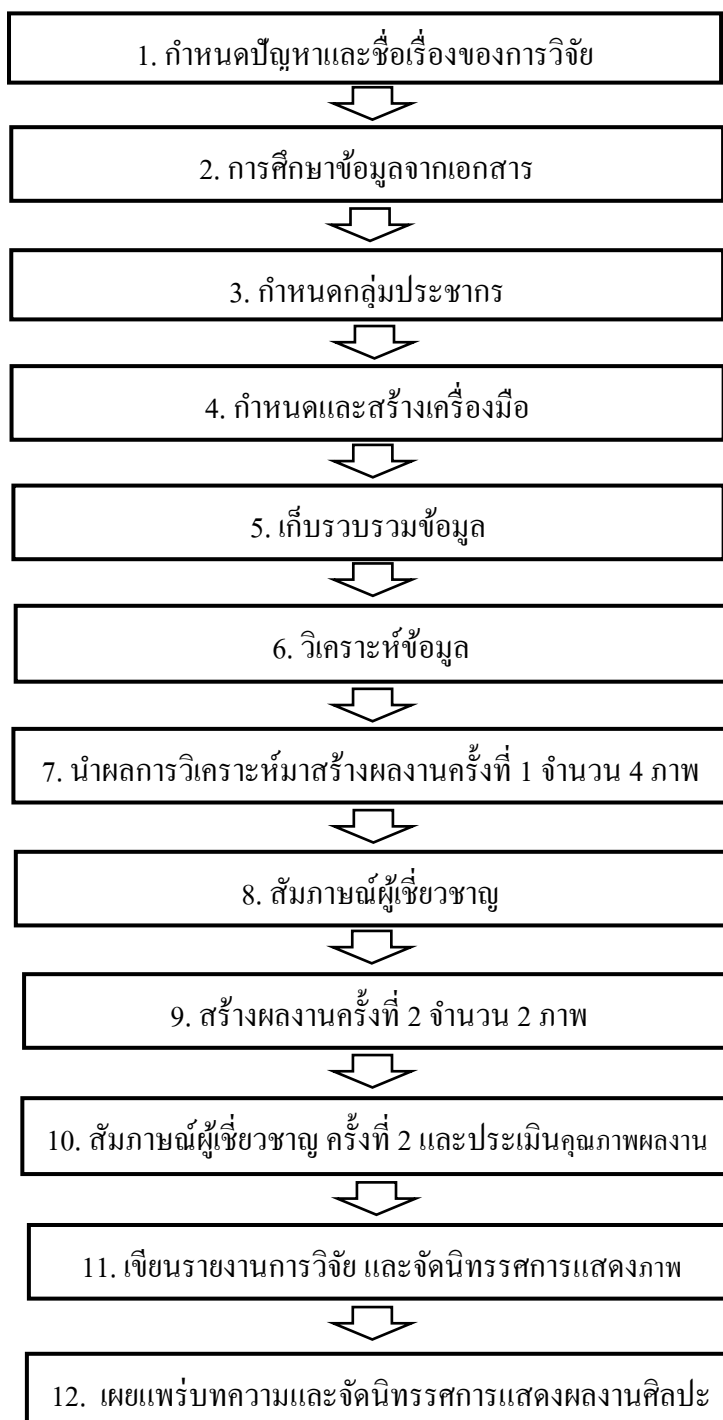 1. กำหนดปัญหาและชื่อเรื่องของการวิจัย
2. การศึกษาข้อมูลจากเอกสาร
3. กำหนดกลุ่มประชากร
4. กำหนดและสร้างเครื่องมือ
5. เก็บรวบรวมข้อมูล
6. วิเคราะห์ข้อมูล
7. นำผลการวิเคราะห์มาสร้างผลงานครั้งที่ 1 จำนวน 4 ภาพ
8. สัมภาษณ์ผู้เชี่ยวชาญ
9. สร้างผลงานครั้งที่ 2 จำนวน 2 ภาพ
10. สัมภาษณ์ผู้เชี่ยวชาญ ครั้งที่ 2 และประเมินคุณภาพผลงาน
11. เขียนรายงานการวิจัย และจัดนิทรรศการแสดงภาพ
12. เผยแพร่บทความและจัดนิทรรศการแสดงผลงานศิลปะ